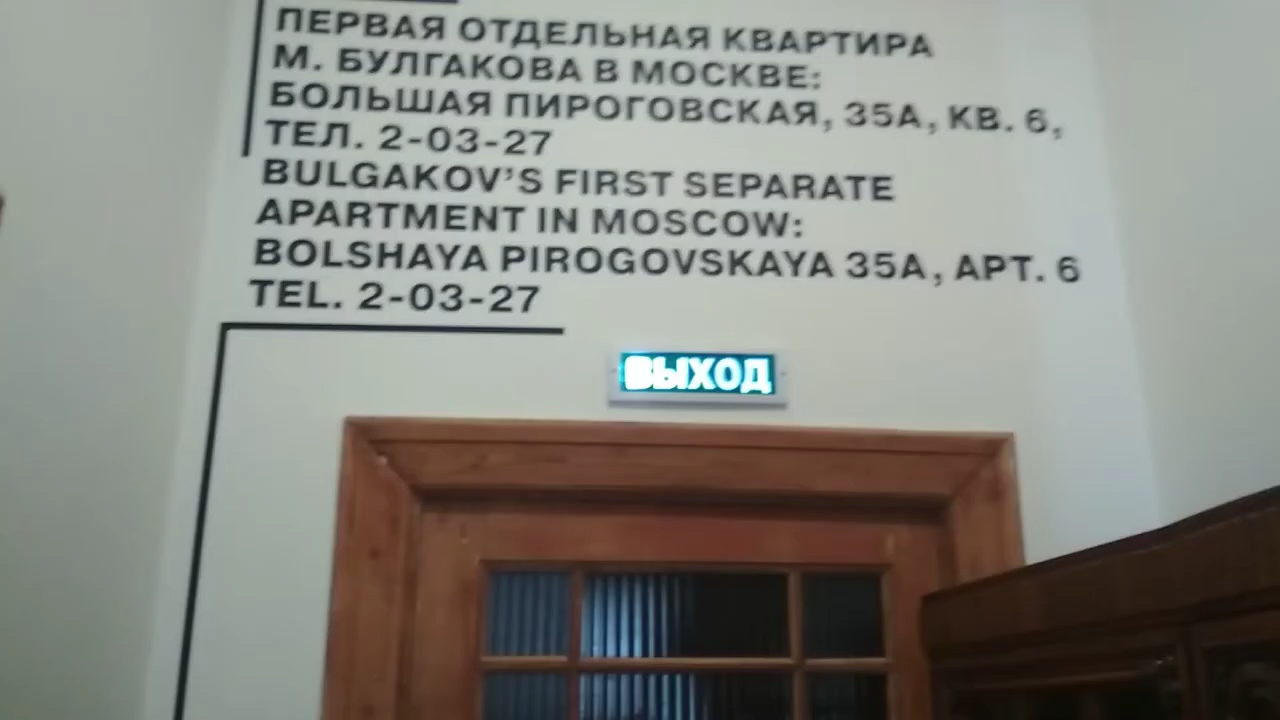 ПЕРВАЯ ОТДЕЛЬНАЯ КВАРТИРА
М. БУЛГАКОВА В МОСКВЕ:
БОЛЬШАЯ ПИРОГОВСКАЯ, 35А, КВ. 6,
ТЕЛ. 2-03-27
BULGAKOV'S FIRST SEPARATE
APARTMENT IN MOSCOW:
BOLSHAYA PIROGOVSKAYA 35A, APT. 6
TEL. 2-03-27
ВЫХОД